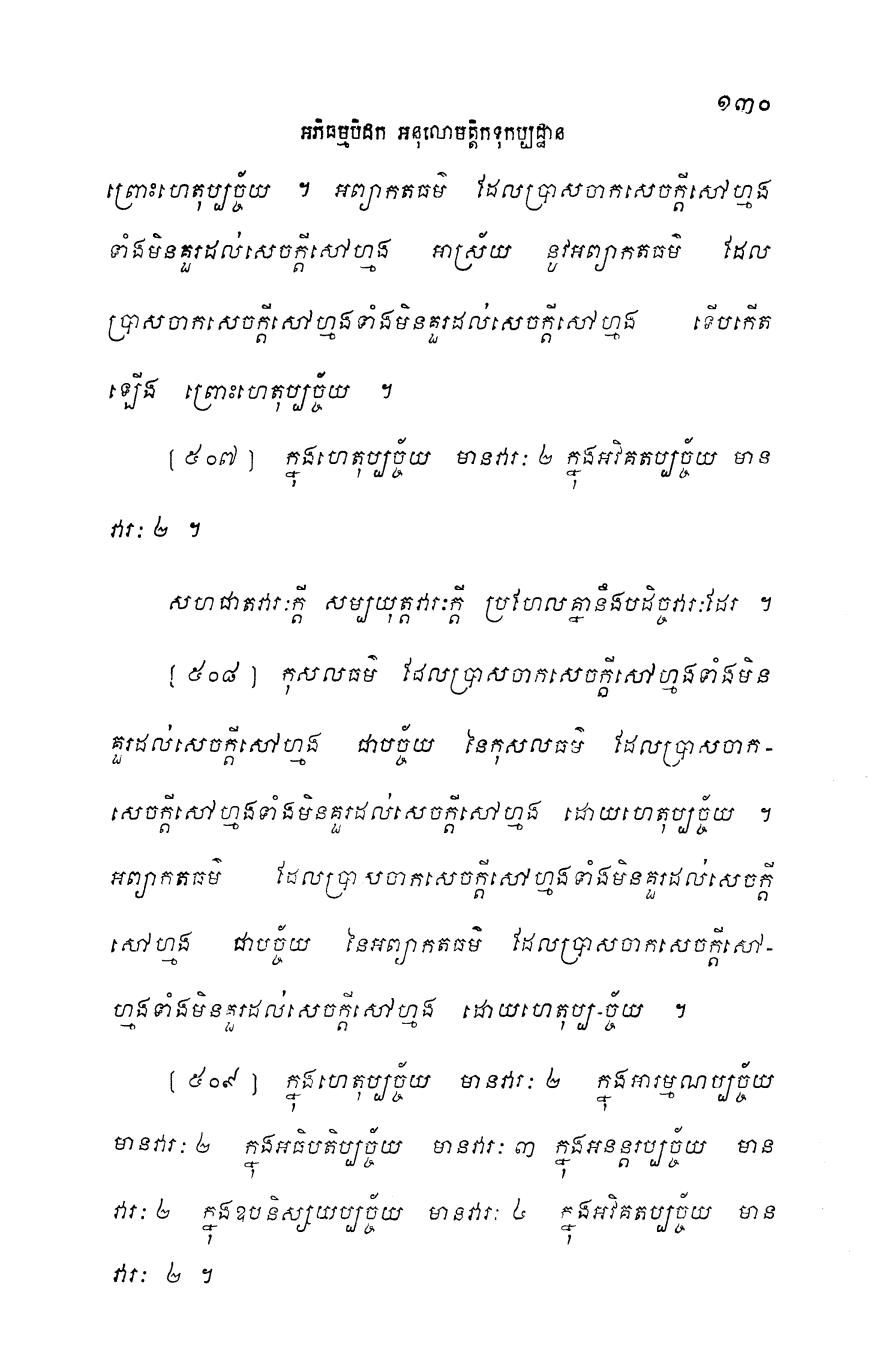 ១៣០
អភិធម្មបិដក អនុលោមត្តិកទុកប្បដ្ឋាន
ព្រោះហេតុប្បច្ច័យ ។ អព្យាកតធម៌ ដែលប្រាសចាកសេចក្តីសៅហ្មង
ទាំងមិនគួរដល់សេចក្តីសៅហ្មង អាស្រ័យ នូវអព្យាកតធម៌ ដែល
ប្រាសចាកសេចក្តីសៅហ្មងទាំងមិនគួរដល់សេចក្តីសៅហ្មង ទើបកើត
ឡើង ព្រោះហេតុប្បច្ច័យ ។
[៥០៧] ក្នុងហេតុប្បច្ច័យ មានវារៈ ២ ក្នុងអវិគតប្បច្ច័យ មាន
វារៈ ២ ។
សហជាតវារៈក្តី សម្បយុត្តវារៈក្តី ប្រហែលគ្នានឹងបដិច្ចវារៈដែរ ។
[៥០៨] កុសលធម៌ ដែលប្រាសចាកសេចក្តីសៅហ្មងទាំងមិន
គួរដល់សេចក្តីសៅហ្មង ជាបច្ច័យ នៃកុសលធម៌ ដែលប្រាសចាក-
សេចក្តីសៅហ្មងទាំងមិនគួរដល់សេចក្តីសៅហ្មង ដោយហេតុប្បច្ច័យ ។
អព្យាកតធម៌ ដែលប្រាសចាកសេចក្តីសៅហ្មងទាំងមិនគួរដល់សេចក្តី
សៅហ្មង ជាបច្ច័យ នៃអព្យាកតធម៌ ដែលប្រាសចាកសេចក្តីសៅ-
ហ្មងទាំងមិនគួរដល់សេចក្តីសៅហ្មង ដោយហេតុប្ប-ច្ច័យ ។
[៥០៩] ក្នុងហេតុប្បច្ច័យ មានវារៈ ២ ក្នុងអារម្មណប្បច្ច័យ
មានវារៈ ២ ក្នុងអធិបតិប្បច្ច័យ មានវារៈ ៣ ក្នុងអនន្តរប្បច្ច័យ មាន
វារៈ ២ ក្នុងឧបនិស្សយប្បច្ច័យ មានវារៈ ៤ ក្នុងអវិគតប្បច្ច័យ មាន
វារៈ ២ ។